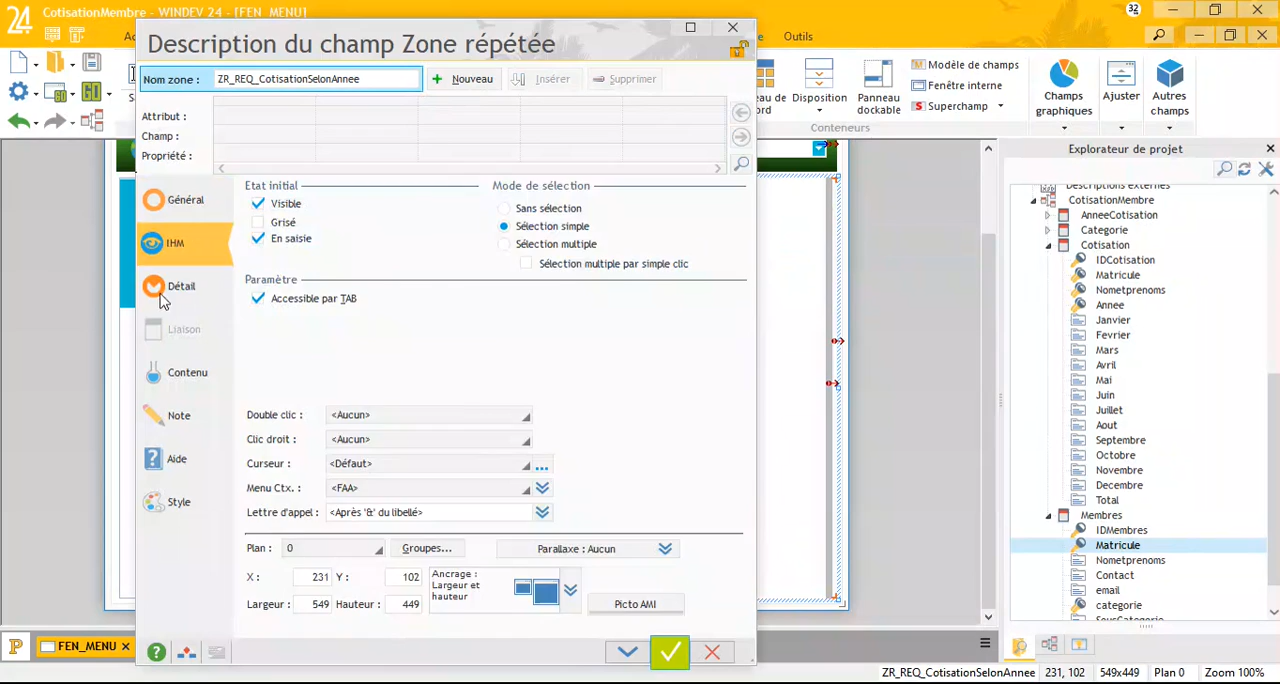 24
CotisationMembre - WINDEV 24 - [FEN_MENU]
32
Outils
Description du champ Zone répétée
Nom zone :
ZR_REQ_CotisationSelonAnnee
Nouveau
Insérer
Supprimer
Attribut :
Champ :
Propriété :
GO
GO
Disposition
Panneau
dockable
Modèle de champs
Fenêtre interne
Superchamp
Conteneurs
Champs
graphiques
Ajuster
Autres
champs
Général
IHM
Détail
Liaison
Contenu
Note
Aide
Style
Etat initial
Visible
Grisé
En saisie
Mode de sélection
Sans sélection
Sélection simple
Sélection multiple
Sélection multiple par simple clic
Paramètre
Accessible par TAB
Double clic :
<Aucun>
Clic droit :
<Aucun>
Curseur :
<Défaut>
Menu Ctx. :
<FAA>
Lettre d'appel :
<Après '&' du libellé>
Plan :
0
Groupes...
Parallaxe : Aucun
X :
231
Y :
102
Largeur :
549
Hauteur :
449
Ancrage :
Largeur et
hauteur
Picto AMI
Explorateur de projet
Descriptions externes
CotisationMembre
AnneeCotisation
Categorie
Cotisation
IDCotisation
Matricule
Nometprenoms
Annee
Janvier
Fevrier
Mars
Avril
Mai
Juin
Juillet
Aout
Septembre
Octobre
Novembre
Decembre
Total
Membres
IDMembres
Matricule
Nometprenoms
Contact
email
categorie
SousCategorie
FEN_MENU
ZR_REQ_CotisationSelonAnnee
231, 102
549x449
Plan 0
Zoom 100%